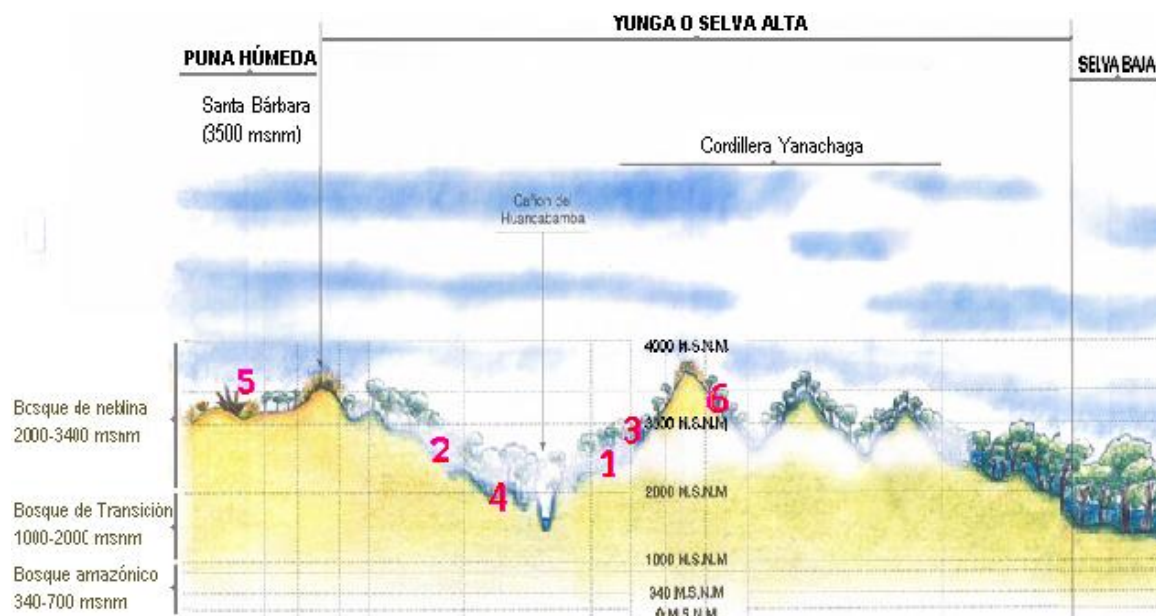 YUNGA O SELVA ALTA
PUNA HÚMEDA
SELVA BAJA
Santa Bárbara
(3500 msnm)
Cordillera Yanachaga
Cañon de
Huancabamba
4000 M.S.N.M
5
6
Bosque de neblina
2000-3400 msnm
3
3000 M.S.N.M
2
1
4
2000 M.S.N.M
Bosque de Transición
1000-2000 msnm
1000 M.S.N.M
Bosque amazónico
340-700 msnm
340 M.S.N.M
0 M.S.N.M